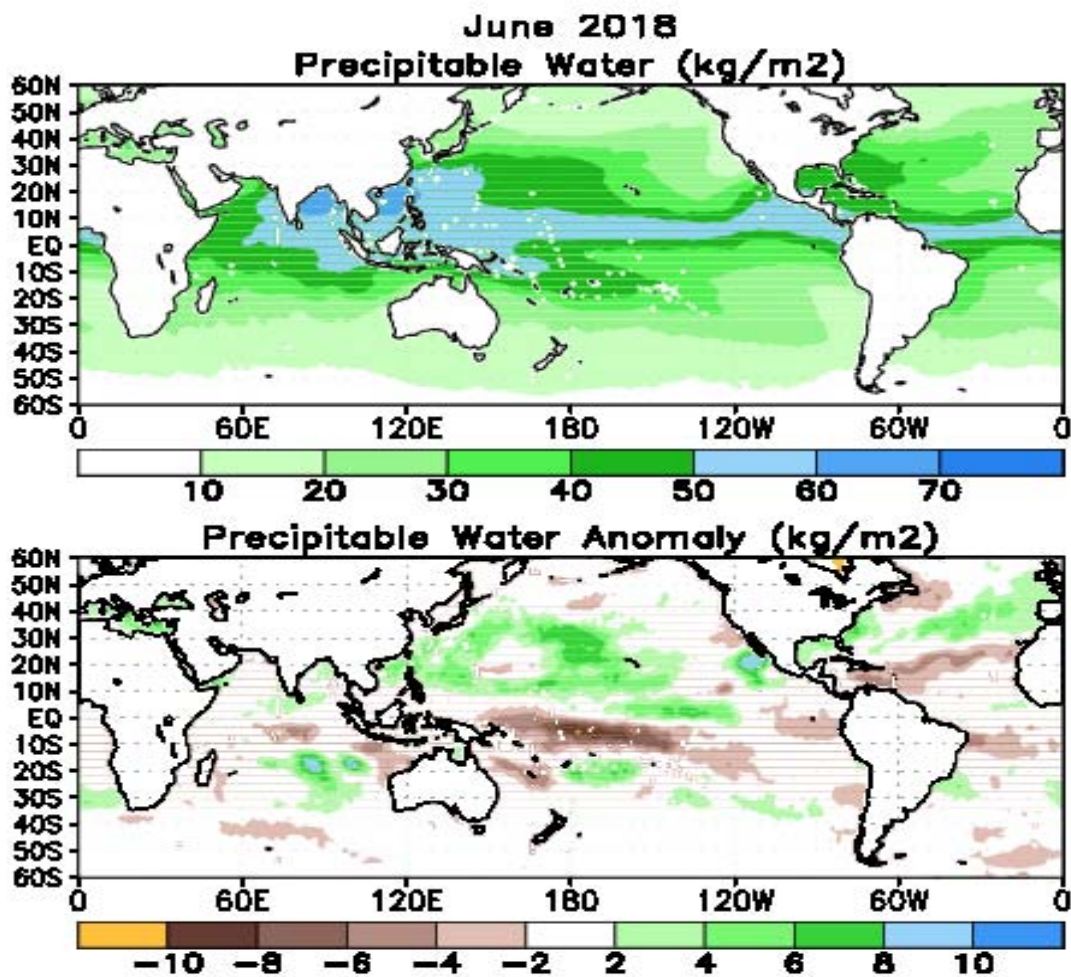 June 2018
Precipitable Water (kg/m2)
60N
50N
40N
30N
20N
10N
EQ
10S
20S
30S
40S
50S
60S
0 60E 120E 180 120W 60W 0
10 20 30 40 50 60 70
Precipitable Water Anomaly (kg/m2)
60N
50N
40N
30N
20N
10N
EQ
10S
20S
30S
40S
50S
60S
0 60E 120E 180 120W 60W 0
-10 -8 -6 -4 -2 2 4 6 8 10